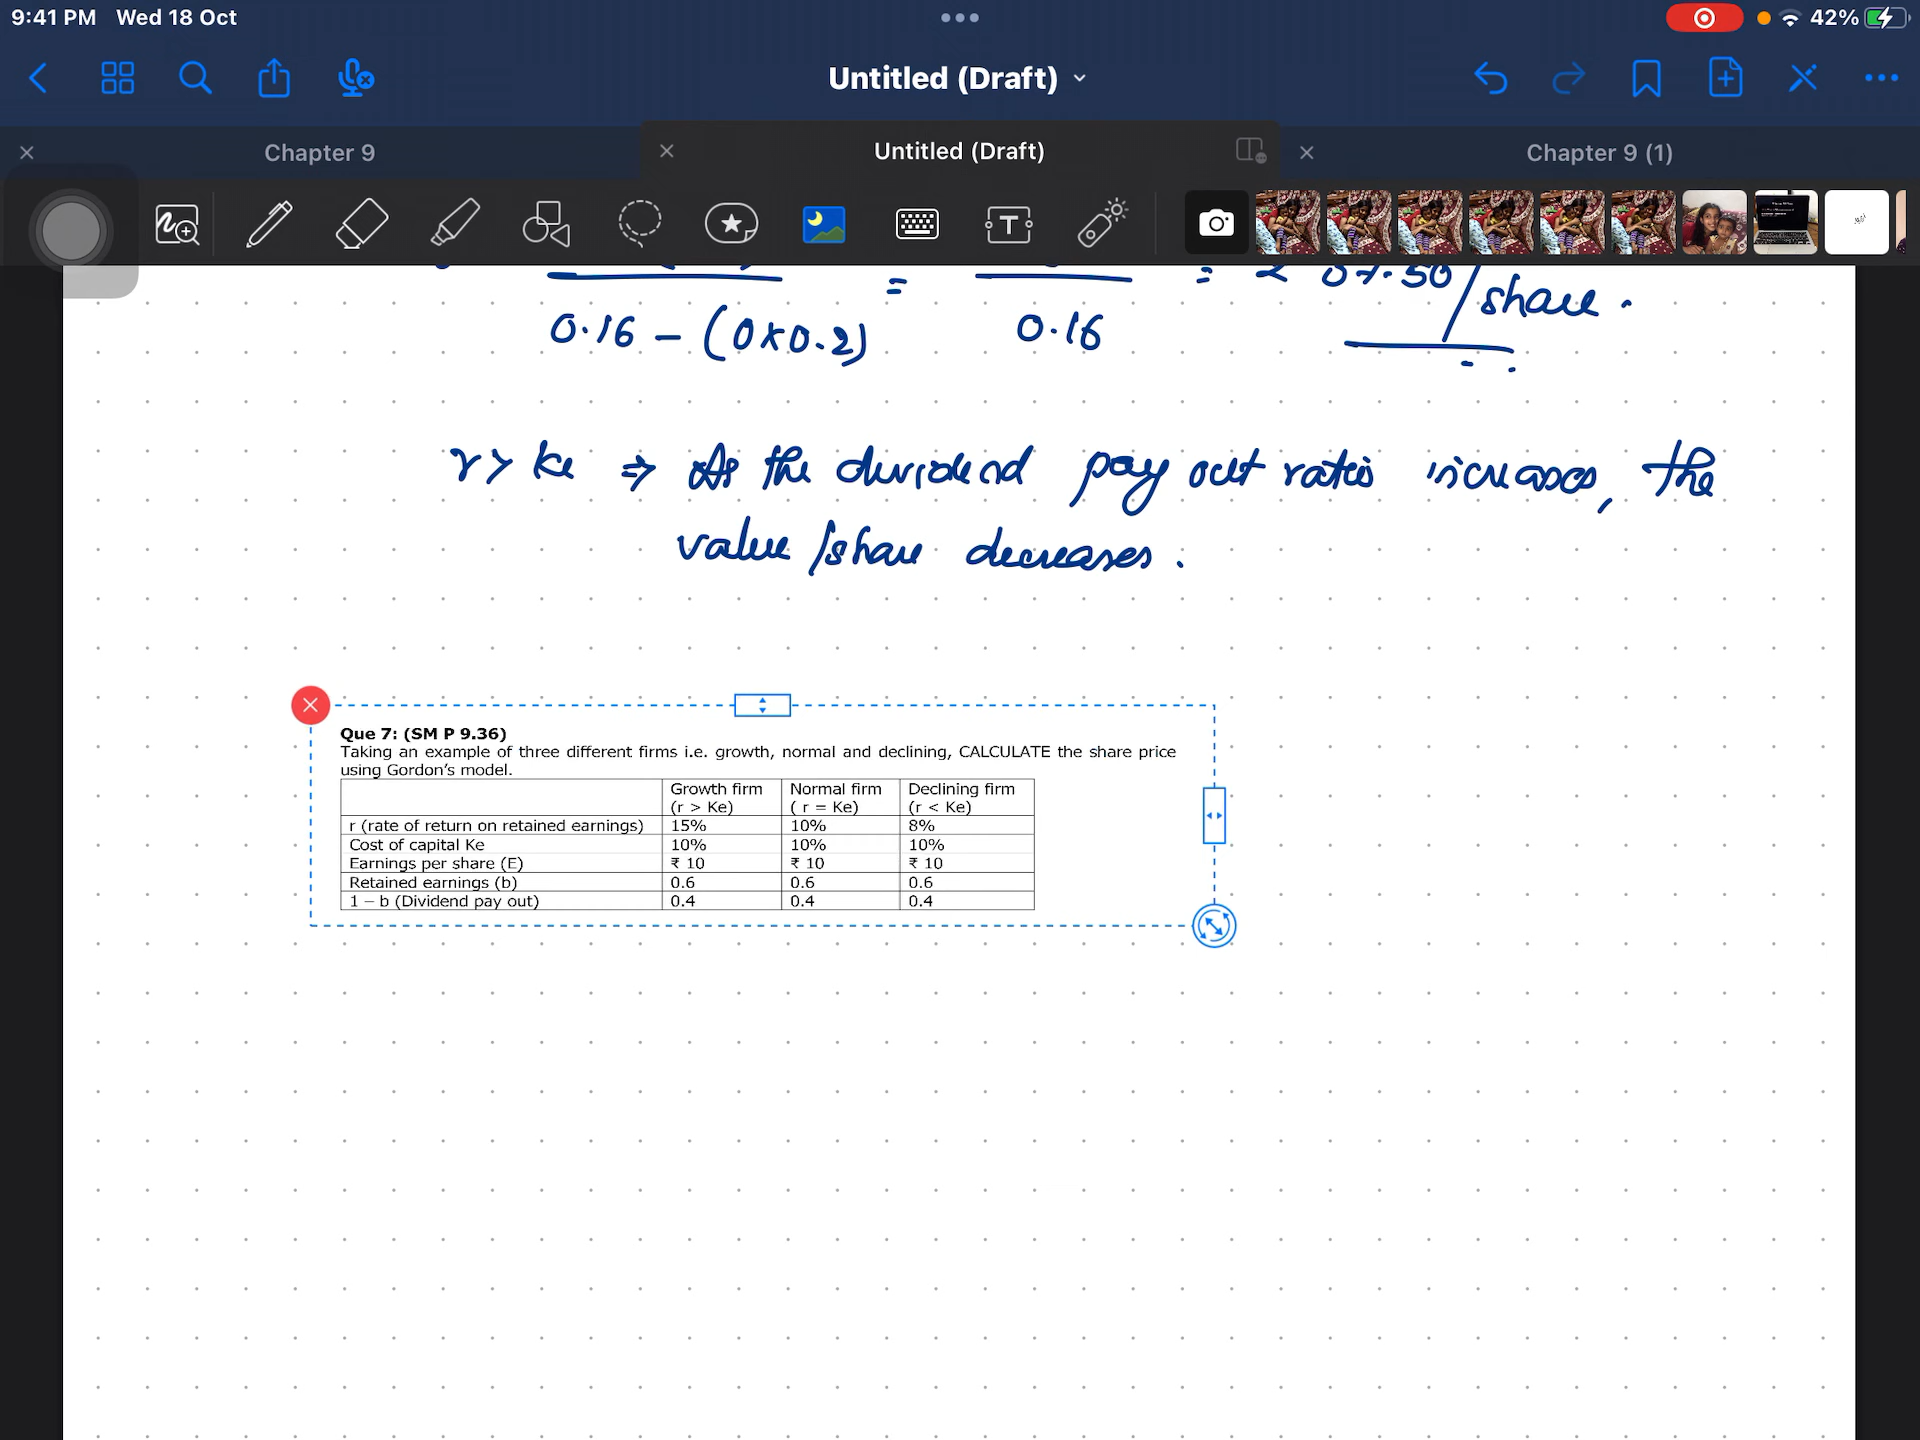 9:41 PM Wed 18 Oct
42%
Untitled (Draft)
Chapter 9
Untitled (Draft)
Chapter 9 (1)
0.16 - (0x0.2) = 0.16 = /share.
r > ke ⇒ As the dividend pay out ratio increases, the
value /share decreases.
Que 7: (SM P 9.36)
Taking an example of three different firms i.e. growth, normal and declining, CALCULATE the share price
using Gordon's model.
Growth firm (r > Ke) Normal firm ( r = Ke) Declining firm (r < Ke)
r (rate of return on retained earnings) 15% 10% 8%
Cost of capital Ke 10% 10% 10%
Earnings per share (E) ₹ 10 ₹ 10 ₹ 10
Retained earnings (b) 0.6 0.6 0.6
1 – b (Dividend pay out) 0.4 0.4 0.4